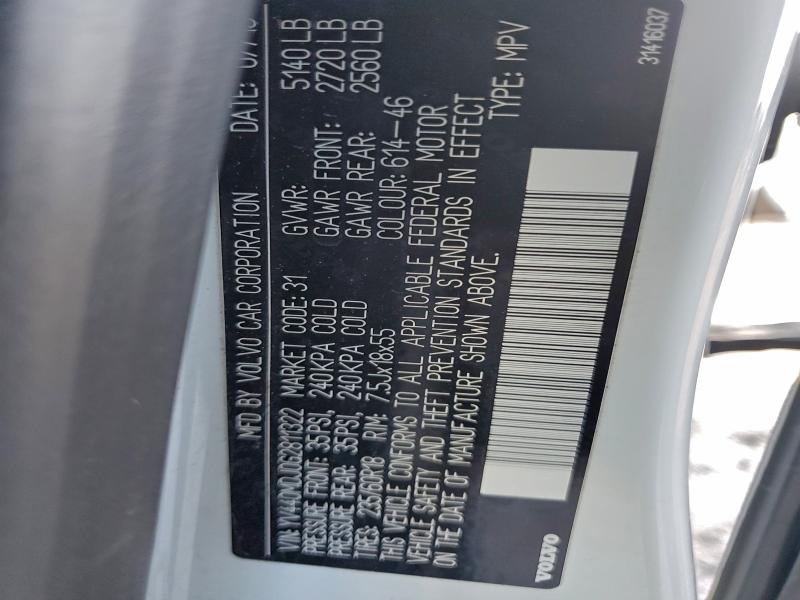 MFD BY VOLVO CAR CORPORATION DATE:
VIN: MARKET CODE: 31 GVWR: 5140 LB
PRESSURE FRONT: 35PSI, 240KPA COLD GAWR FRONT: 2720 LB
PRESSURE REAR: 35PSI, 240KPA COLD GAWR REAR: 2560 LB
TIRES: 235/60R18 RIM: 7.5Jx18x55 COLOUR: 614-46
THIS VEHICLE CONFORMS TO ALL APPLICABLE FEDERAL MOTOR
VEHICLE SAFETY AND THEFT PREVENTION STANDARDS IN EFFECT
ON THE DATE OF MANUFACTURE SHOWN ABOVE. TYPE: MPV
VOLVO
31416037